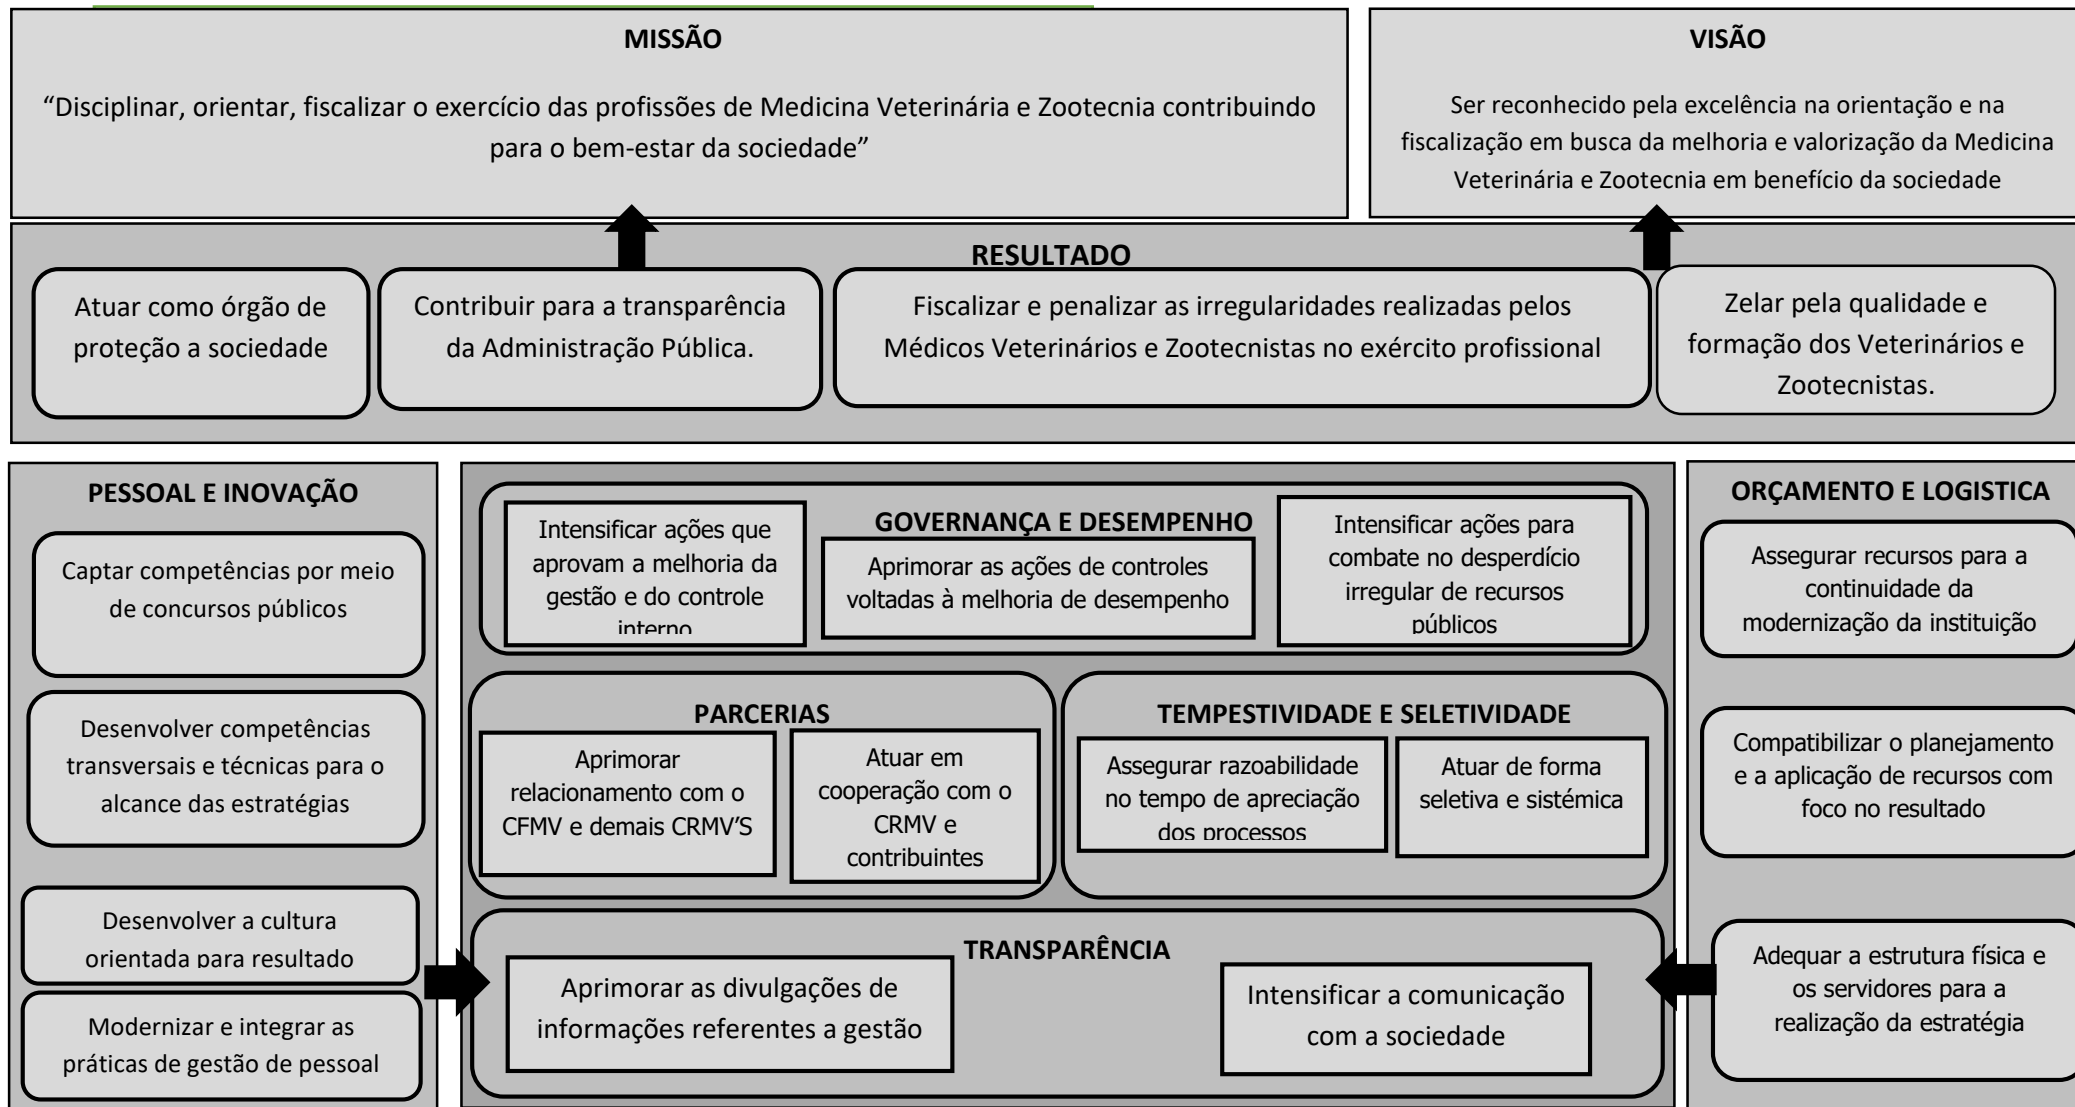 MISSÃO
“Disciplinar, orientar, fiscalizar o exercício das profissões de Medicina Veterinária e Zootecnia contribuindo
para o bem-estar da sociedade”
VISÃO
Ser reconhecido pela excelência na orientação e na
fiscalização em busca da melhoria e valorização da Medicina
Veterinária e Zootecnia em benefício da sociedade
RESULTADO
Atuar como órgão de
proteção a sociedade
Contribuir para a transparência
da Administração Pública.
Fiscalizar e penalizar as irregularidades realizadas pelos
Médicos Veterinários e Zootecnistas no exército profissional
Zelar pela qualidade e
formação dos Veterinários e
Zootecnistas.
PESSOAL E INOVAÇÃO
Captar competências por meio
de concursos públicos
Desenvolver competências
transversais e técnicas para o
alcance das estratégias
Desenvolver a cultura
orientada para resultado
Modernizar e integrar as
práticas de gestão de pessoal
GOVERNANÇA E DESEMPENHO
Intensificar ações que
aprovam a melhoria da
gestão e do controle
interno
Aprimorar as ações de controles
voltadas à melhoria de desempenho
Intensificar ações para
combate no desperdício
irregular de recursos
públicos
PARCERIAS
Aprimorar
relacionamento com o
CFMV e demais CRMV’S
Atuar em
cooperação com o
CRMV e
contribuintes
TEMPESTIVIDADE E SELETIVIDADE
Assegurar razoabilidade
no tempo de apreciação
dos processos
Atuar de forma
seletiva e sistémica
TRANSPARÊNCIA
Aprimorar as divulgações de
informações referentes a gestão
Intensificar a comunicação
com a sociedade
ORÇAMENTO E LOGISTICA
Assegurar recursos para a
continuidade da
modernização da instituição
Compatibilizar o planejamento
e a aplicação de recursos com
foco no resultado
Adequar a estrutura física e
os servidores para a
realização da estratégia